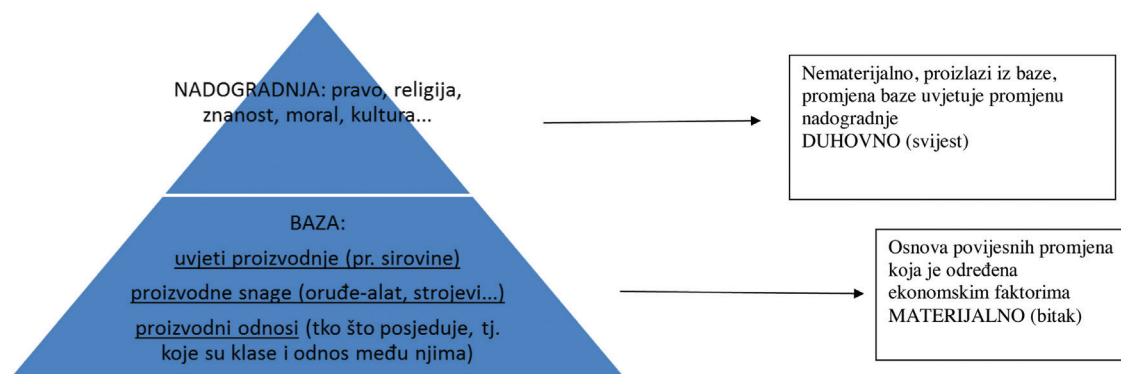 NADOGRADNJA: pravo, religija,
znanost, moral, kultura...
Nematerijalno, proizlazi iz baze,
promjena baze uvjetuje promjenu
nadogradnje
DUHOVNO (svijest)
BAZA:
uvjeti proizvodnje (pr. sirovine)
proizvodne snage (oruđe-alat, strojevi...)
proizvodni odnosi (tko što posjeduje, tj.
koje su klase i odnos među njima)
Osnova povijesnih promjena
koja je određena
ekonomskim faktorima
MATERIJALNO (bitak)